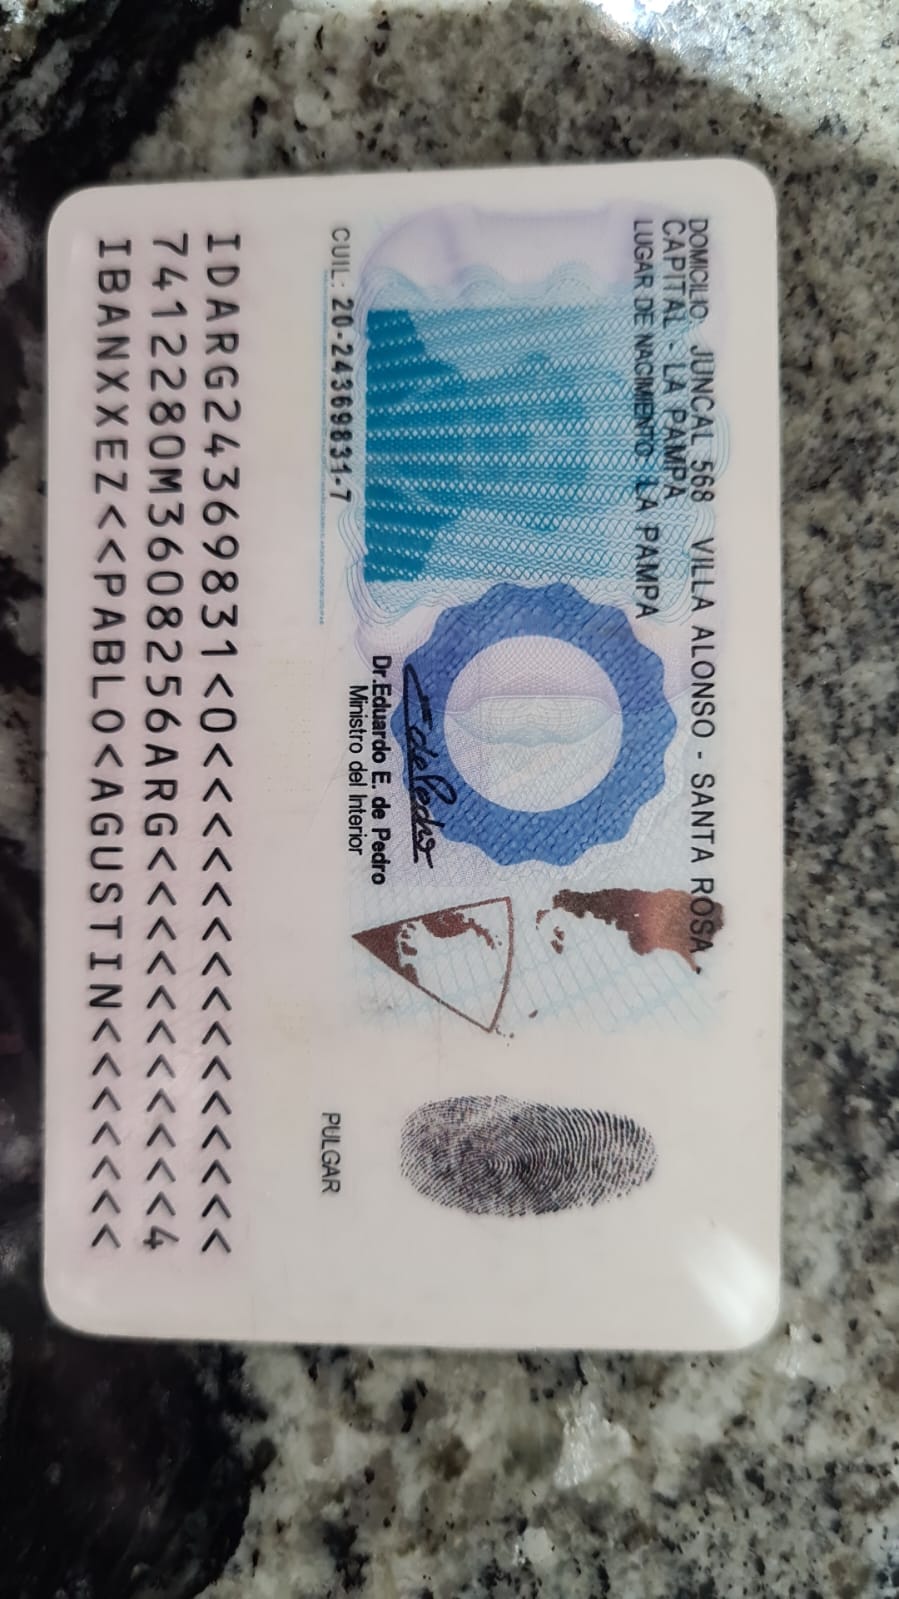 DOMICILIO: JUNCAL 568 VILLA ALONSO - SANTA ROSA
CAPITAL - LA PAMPA
LUGAR DE NACIMIENTO: LA PAMPA
Dr.Eduardo E. de Pedro
Ministro del Interior
CUIL: 20-24369831-7
PULGAR
IDARG24369831<0<<<<<<<<<<<<<<<
7412280M3608256ARG<<<<<<<<<<<4
IBANXXEZ<<PABLO<AGUSTIN<<<<<<<